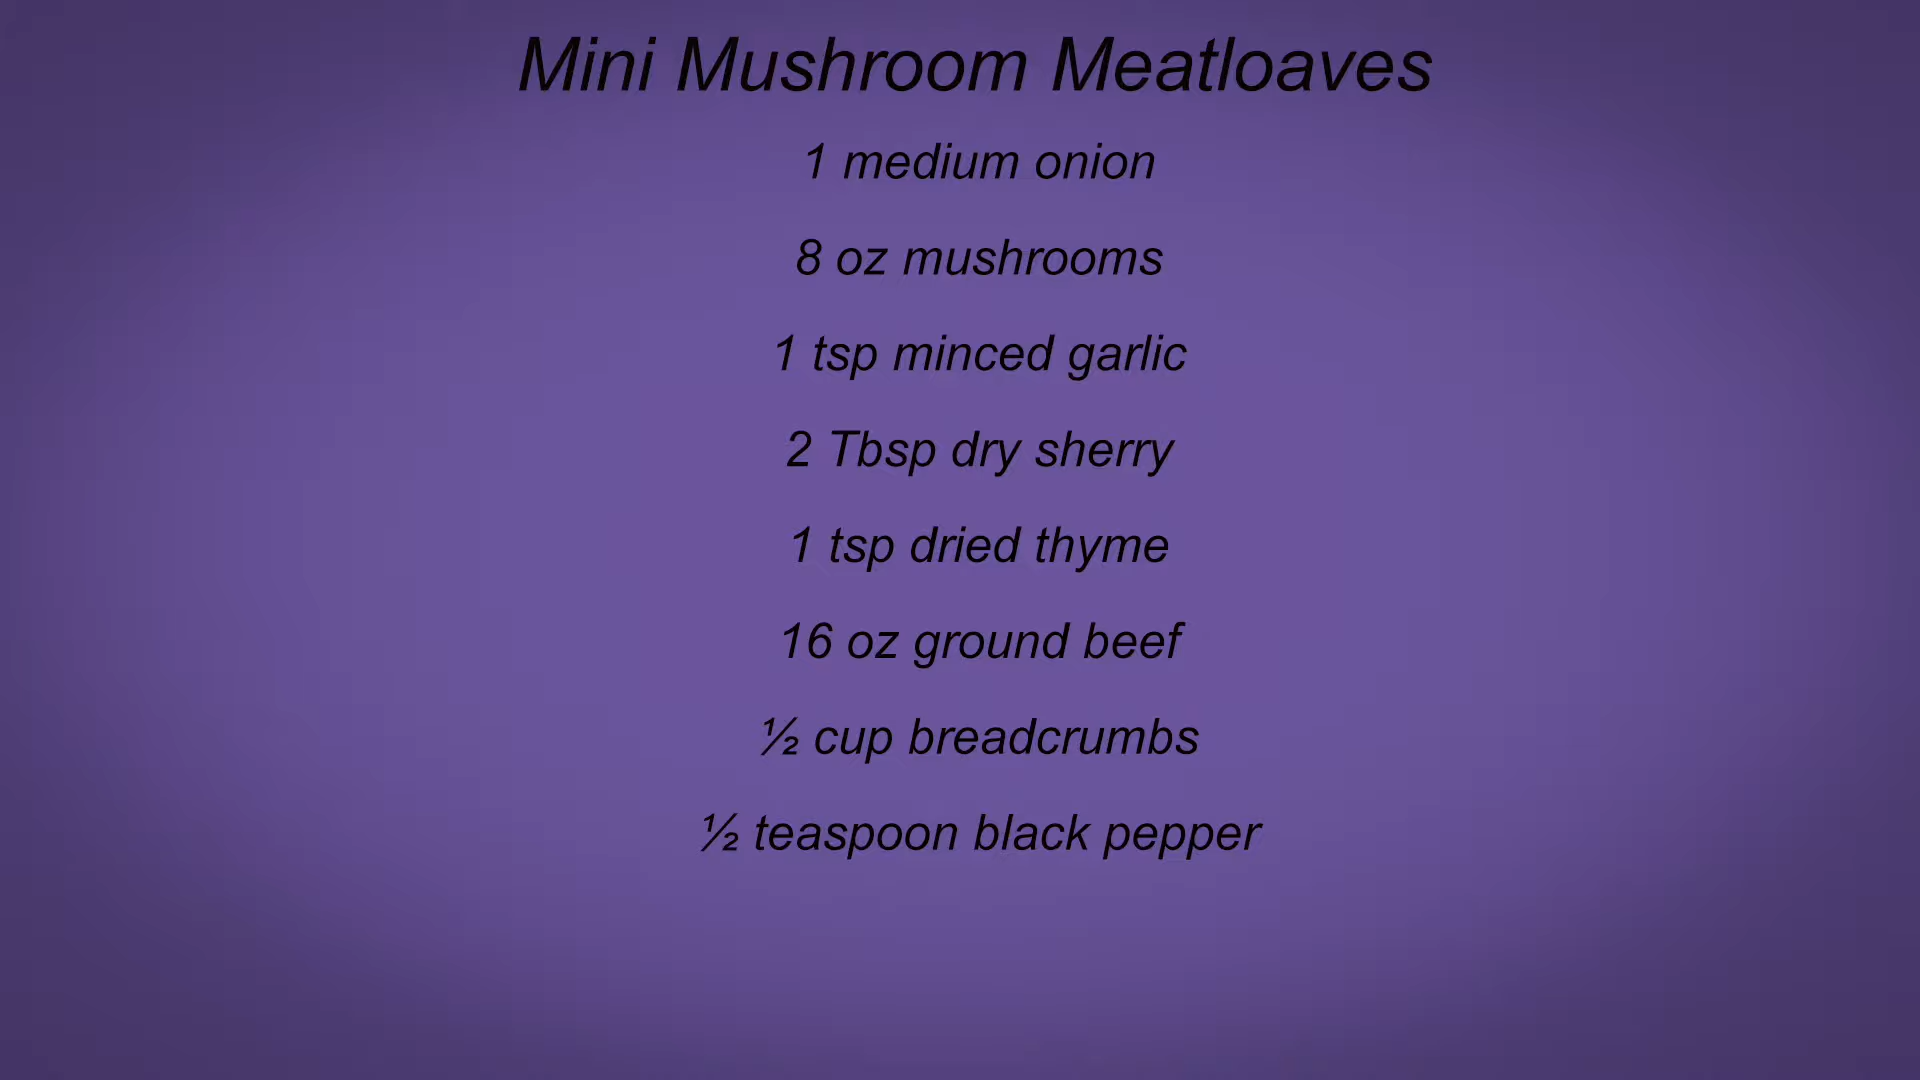 Mini Mushroom Meatloaves
1 medium onion
8 oz mushrooms
1 tsp minced garlic
2 Tbsp dry sherry
1 tsp dried thyme
16 oz ground beef
½ cup breadcrumbs
½ teaspoon black pepper